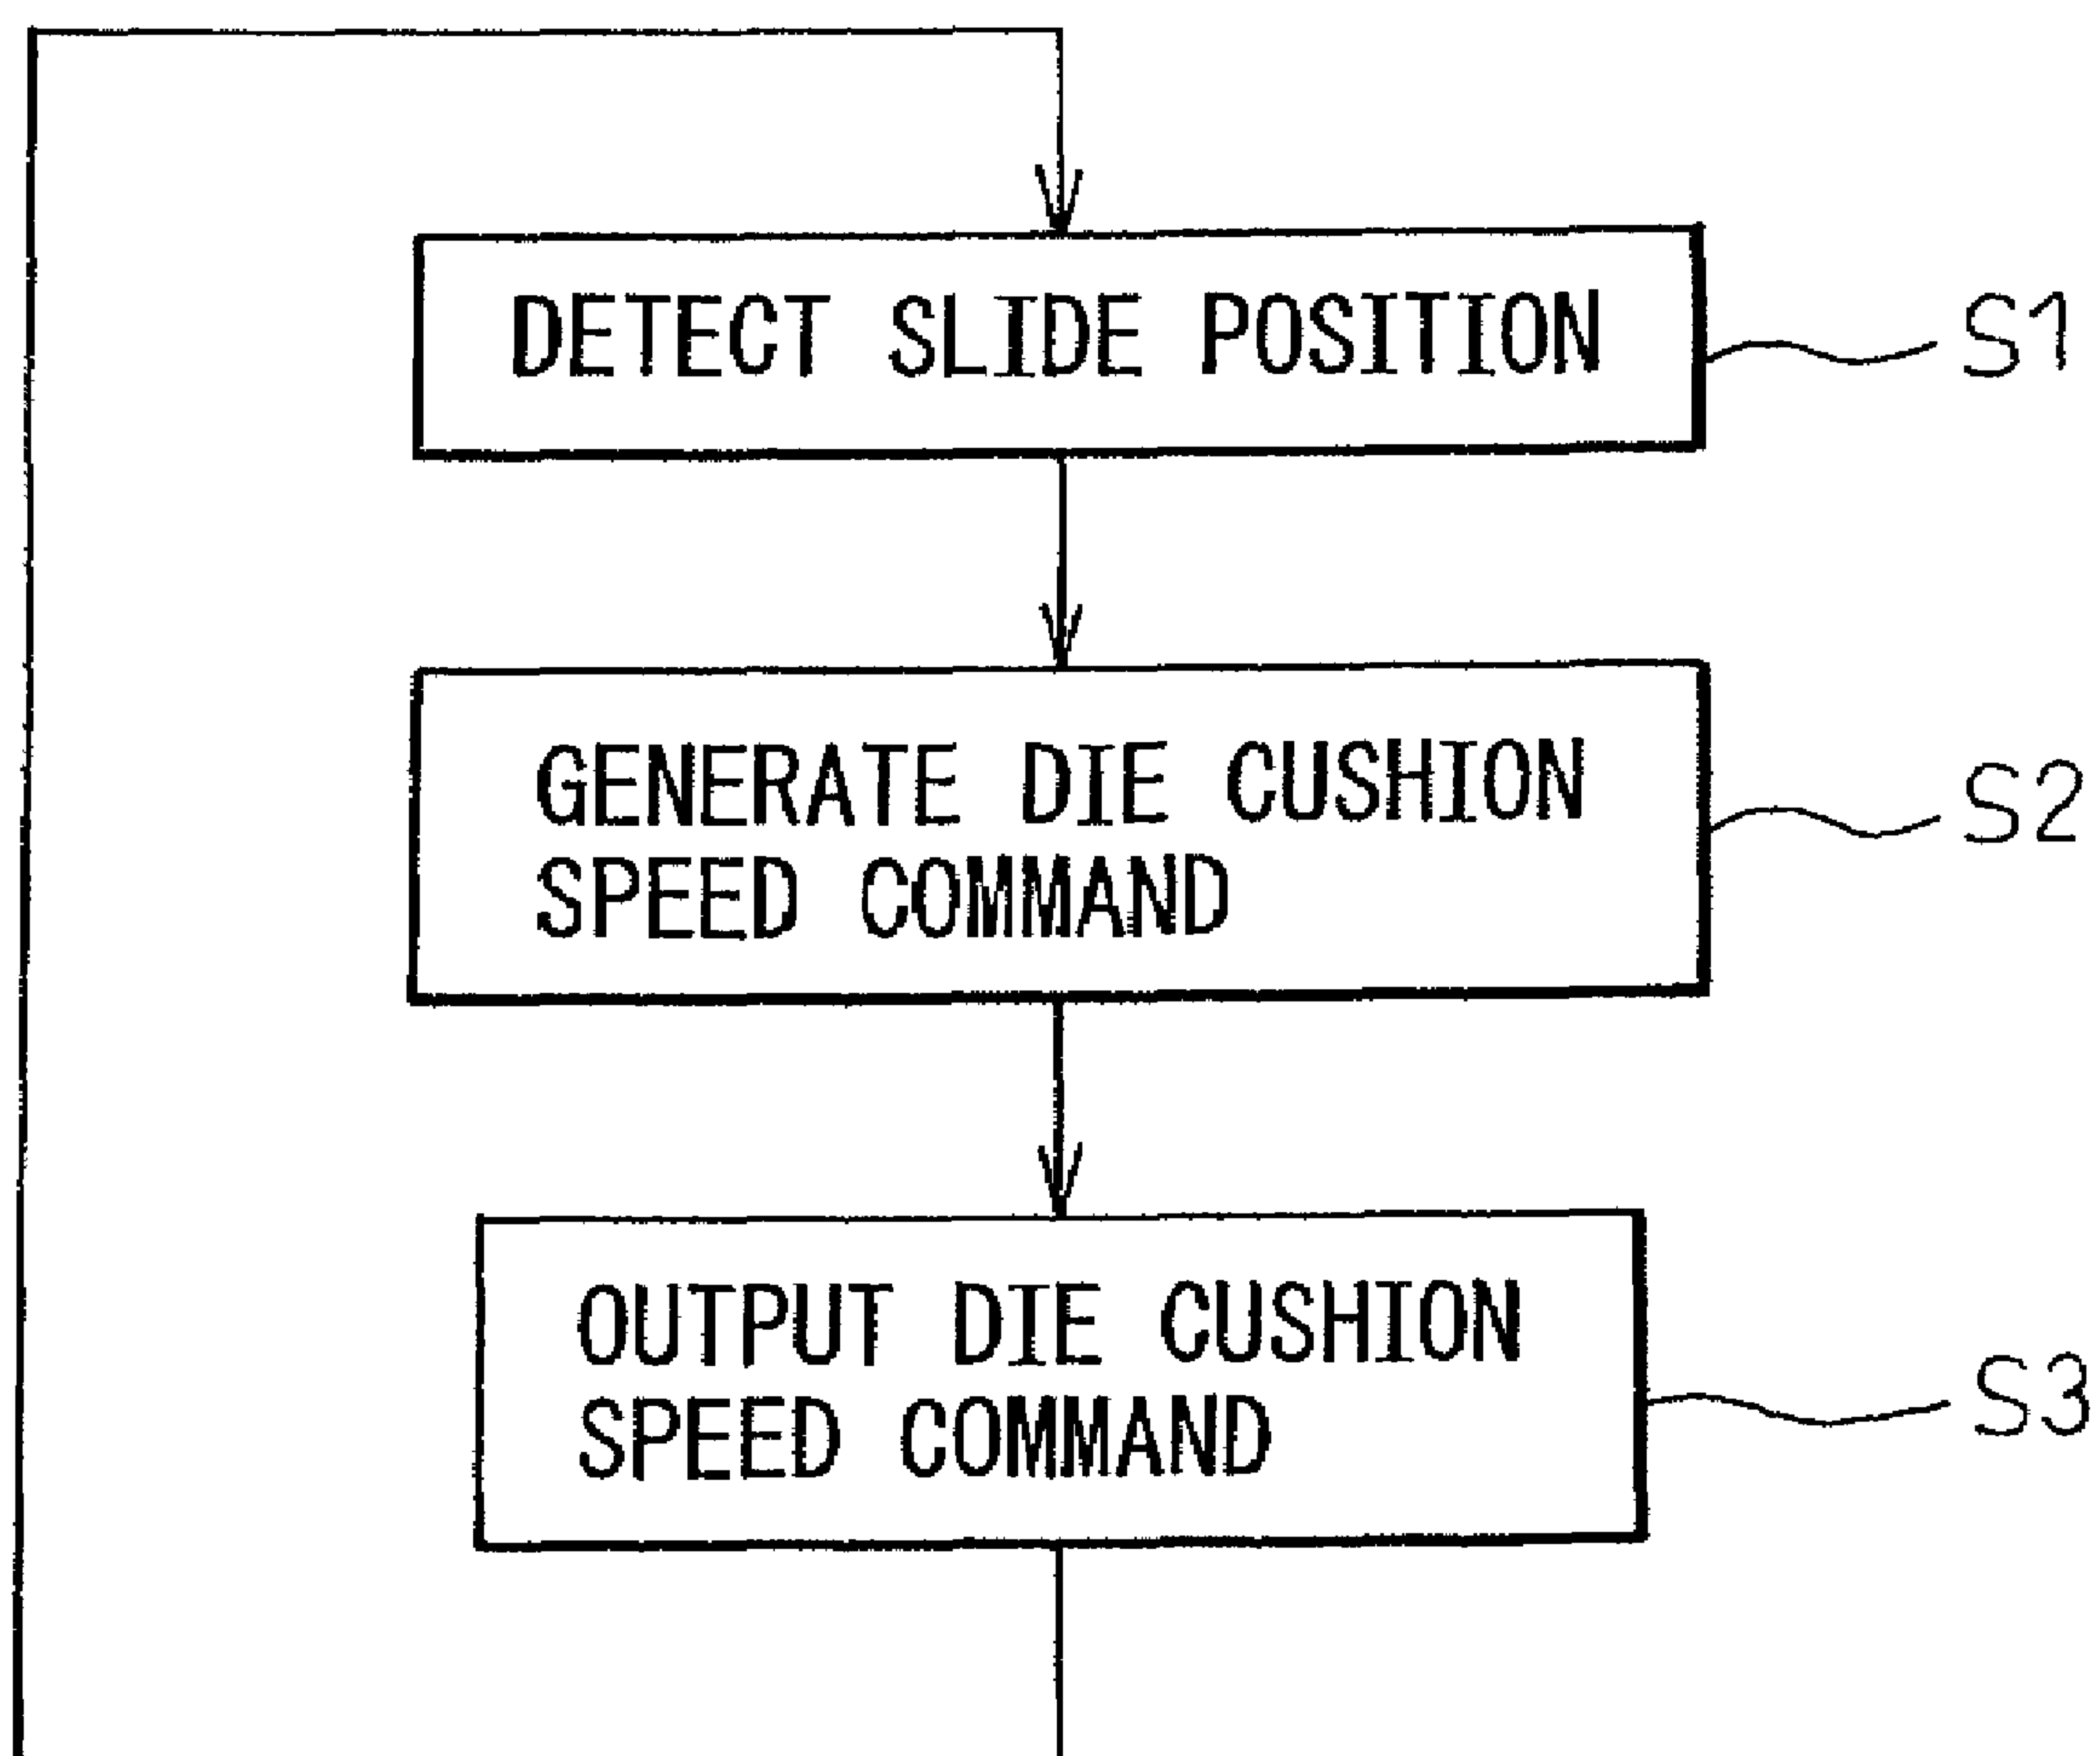 DETECT SLIDE POSITION
S1
GENERATE DIE CUSHION
SPEED COMMAND
S2
OUTPUT DIE CUSHION
SPEED COMMAND
S3